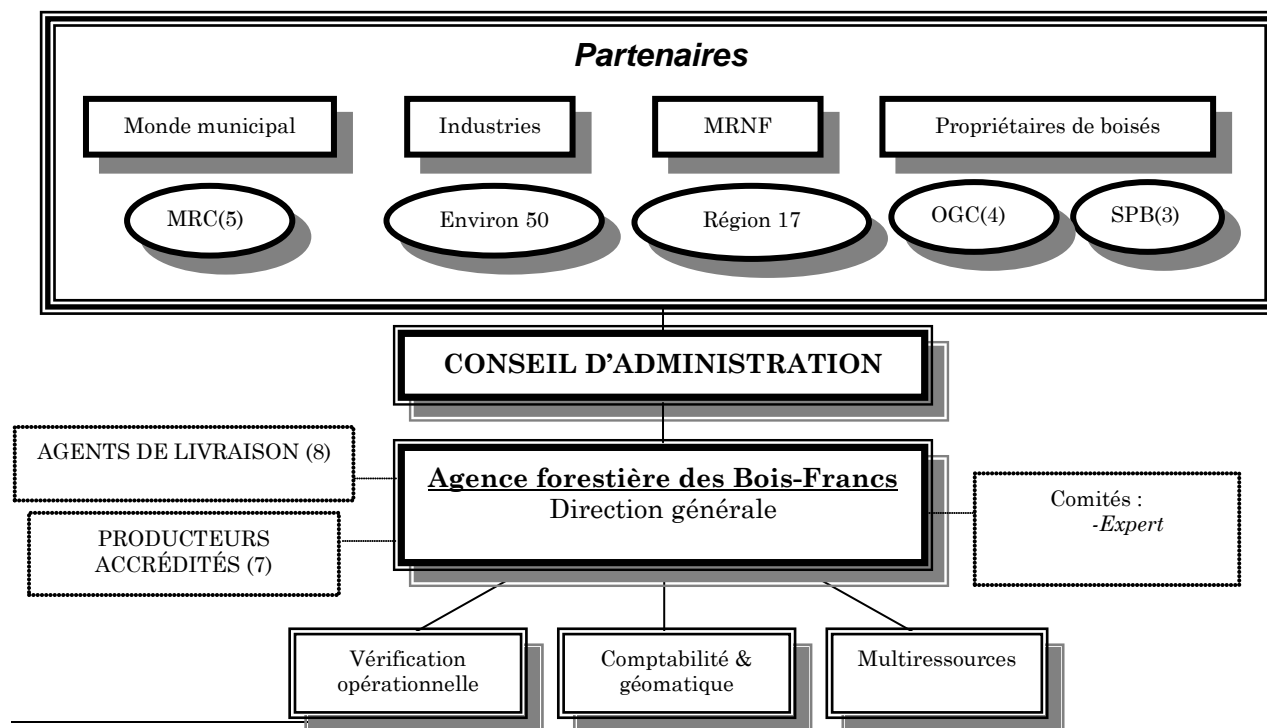 Partenaires
Monde municipal
Industries
MRNF
Propriétaires de boisés
MRC(5)
Environ 50
Région 17
OGC(4)
SPB(3)
CONSEIL D’ADMINISTRATION
AGENTS DE LIVRAISON (8)
Agence forestière des Bois-Francs
Direction générale
PRODUCTEURS
ACCRÉDITÉS (7)
Comités :
-Expert
Vérification
opérationnelle
Comptabilité &
géomatique
Multiressources